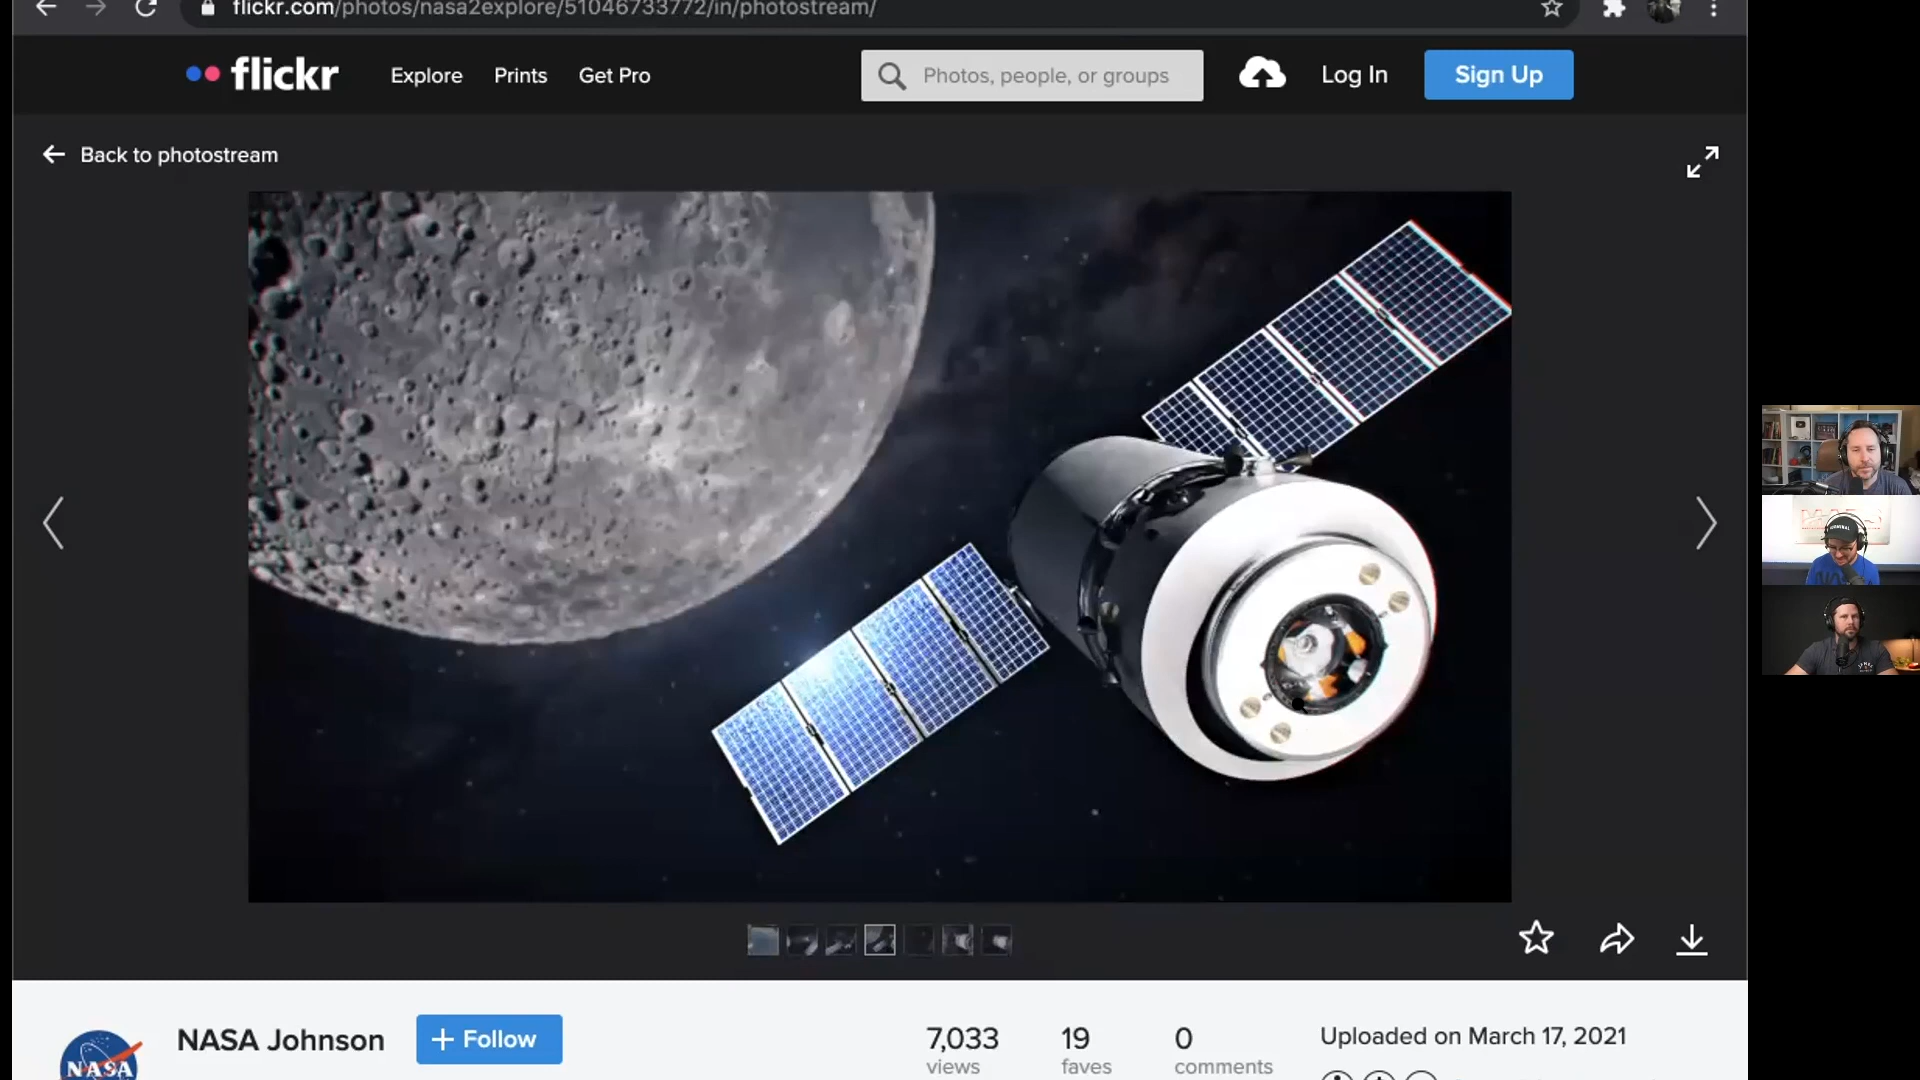 flickr.com/photos/nasa2explore/51046733772/in/photostream/
flickr Explore Prints Get Pro Photos, people, or groups Log In Sign Up
Back to photostream
NASA
NASA Johnson + Follow
7,033 views
19 faves
0 comments
Uploaded on March 17, 2021